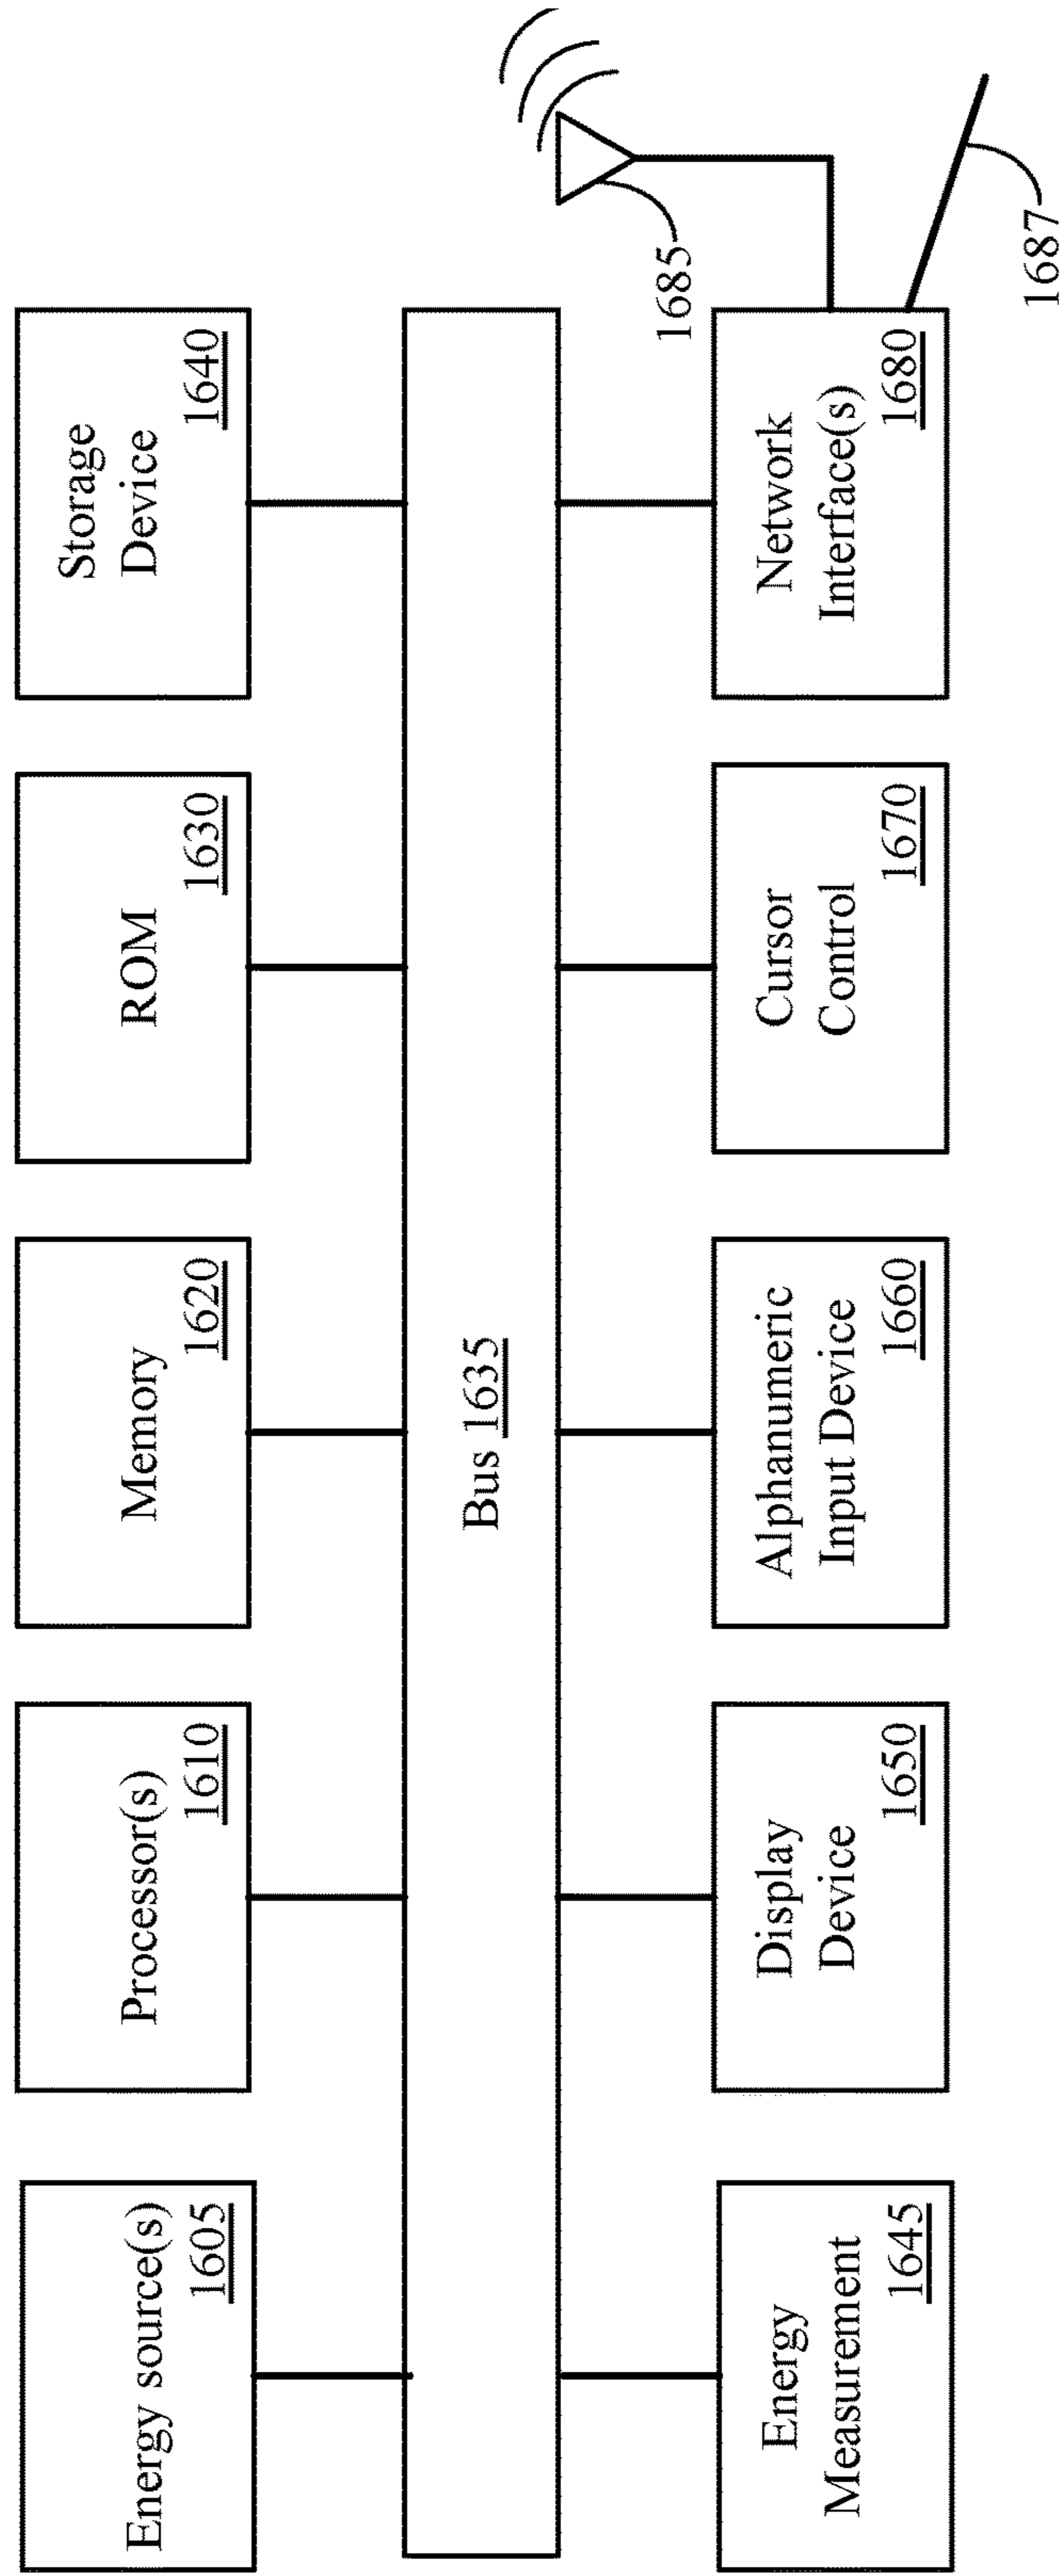 Energy source(s)
1605
Processor(s)
1610
Memory
1620
ROM
1630
Storage
Device
1640
Bus 1635
Energy
Measurement
1645
Display
Device
1650
Alphanumeric
Input Device
1660
Cursor
Control
1670
Network
Interface(s)
1680
1685
1687